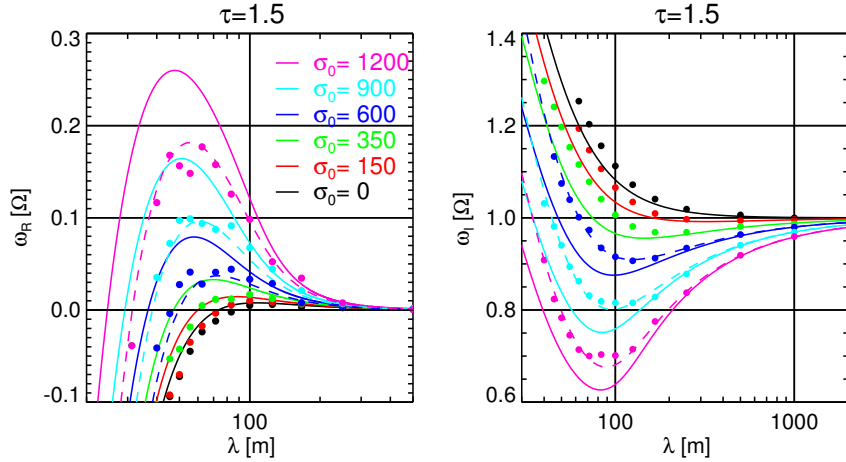 τ=1.5
0.3
0.2
0.1
0.0
-0.1
ω_R [Ω]
σ_0= 1200
σ_0= 900
σ_0= 600
σ_0= 350
σ_0= 150
σ_0= 0
100
λ [m]
τ=1.5
1.4
1.2
1.0
0.8
0.6
ω_I [Ω]
100
1000
λ [m]